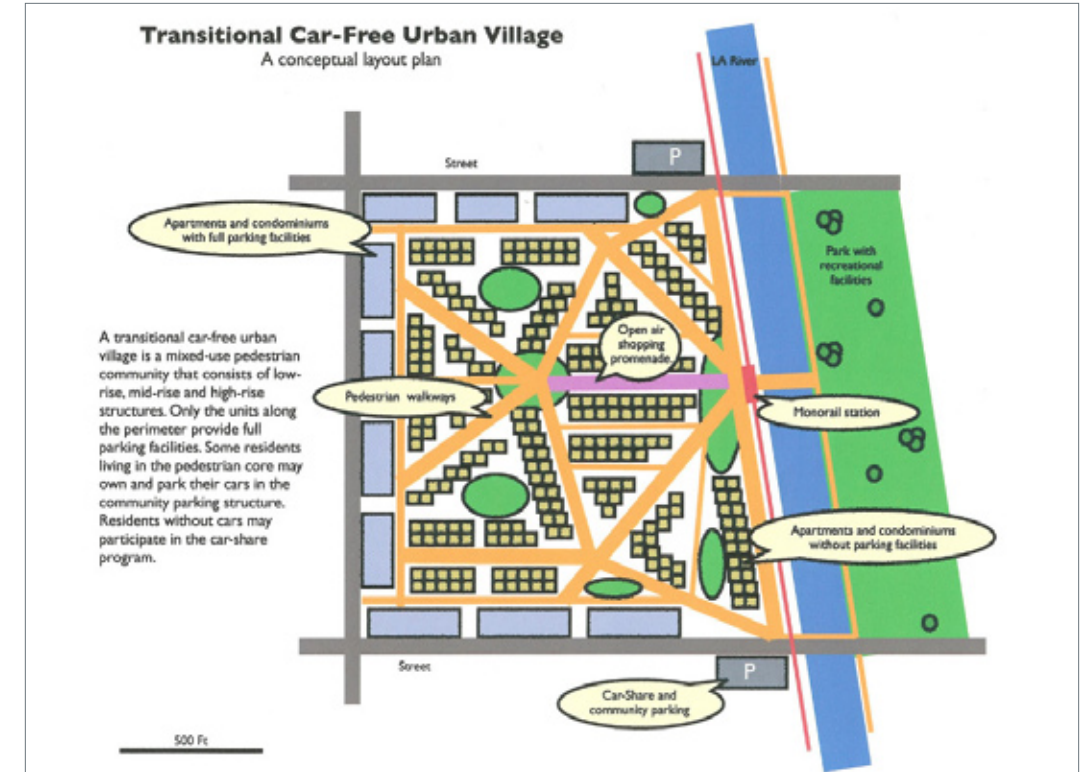 Transitional Car-Free Urban Village
A conceptual layout plan
LA River
P
Street
Apartments and condominiums
with full parking facilities
Park with
recreational
facilities
Open air
shopping
promenade
A transitional car-free urban
village is a mixed-use pedestrian
community that consists of low-
rise, mid-rise and high-rise
structures. Only the units along
the perimeter provide full
parking facilities. Some residents
living in the pedestrian core may
own and park their cars in the
community parking structure.
Residents without cars may
participate in the car-share
program.
Pedestrian walkways
Monorail station
Apartments and condominiums
without parking facilities
Street
P
Car-Share and
community parking
500 Ft